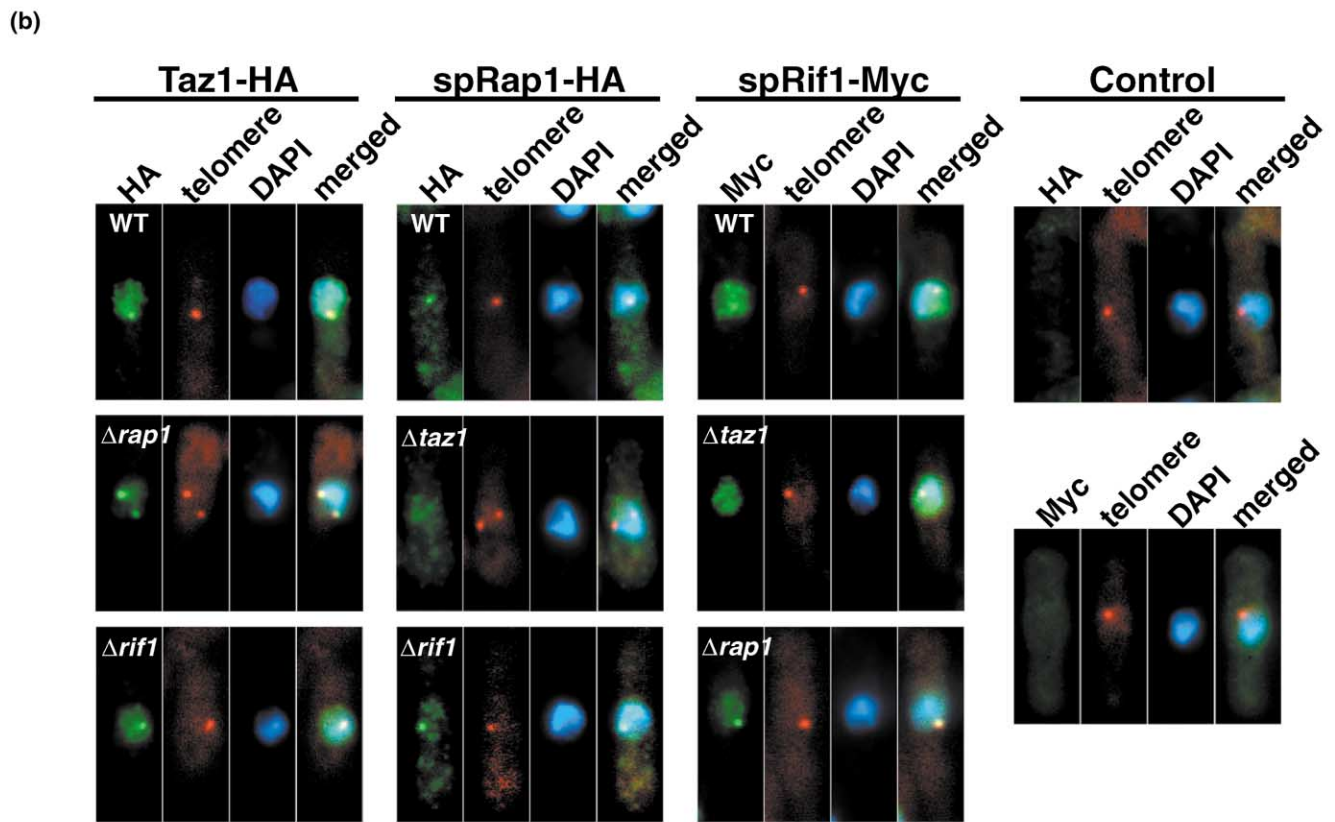 (b)
Taz1-HA spRap1-HA spRif1-Myc Control
HA telomere DAPI merged HA telomere DAPI merged Myc telomere DAPI merged HA telomere DAPI merged
WT WT WT
Δrap1 Δtaz1 Δtaz1
Myc telomere DAPI merged
Δrif1 Δrif1 Δrap1